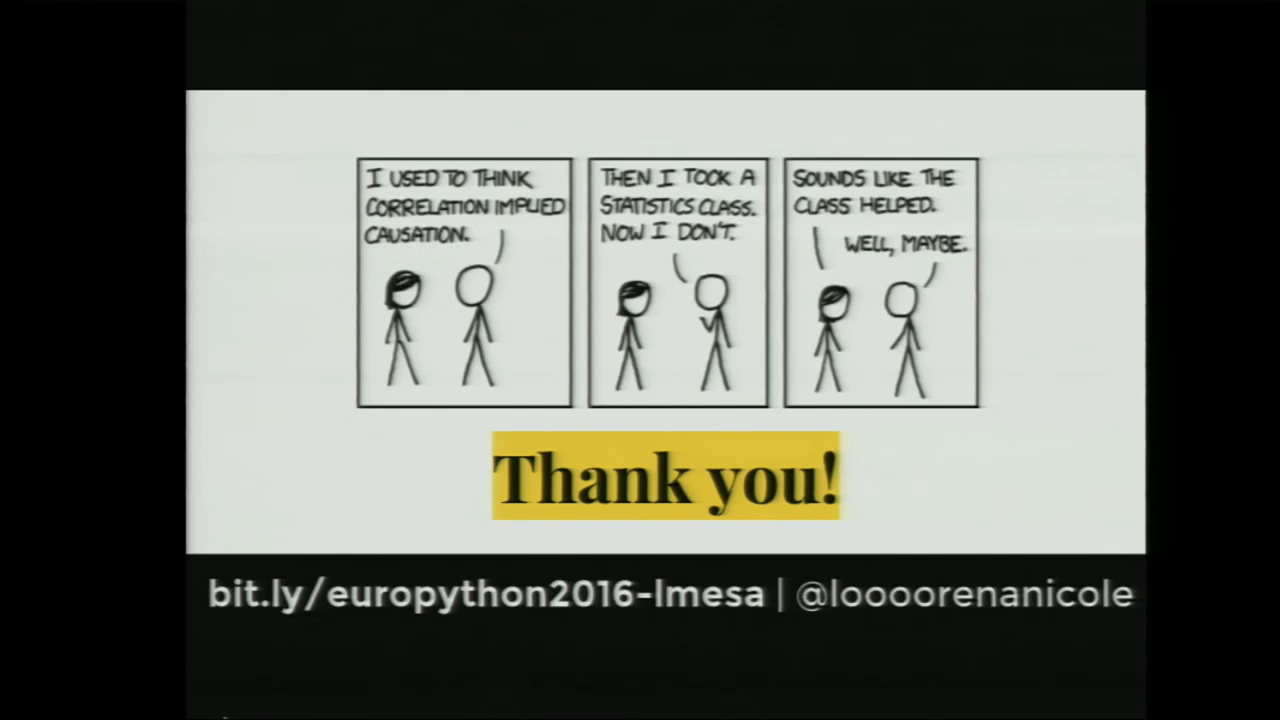 I USED TO THINK
CORRELATION IMPLIED
CAUSATION.
THEN I TOOK A
STATISTICS CLASS.
NOW I DON'T.
SOUNDS LIKE THE
CLASS HELPED.
WELL, MAYBE.
Thank you!
bit.ly/europython2016-lmesa | @loooorenanicole